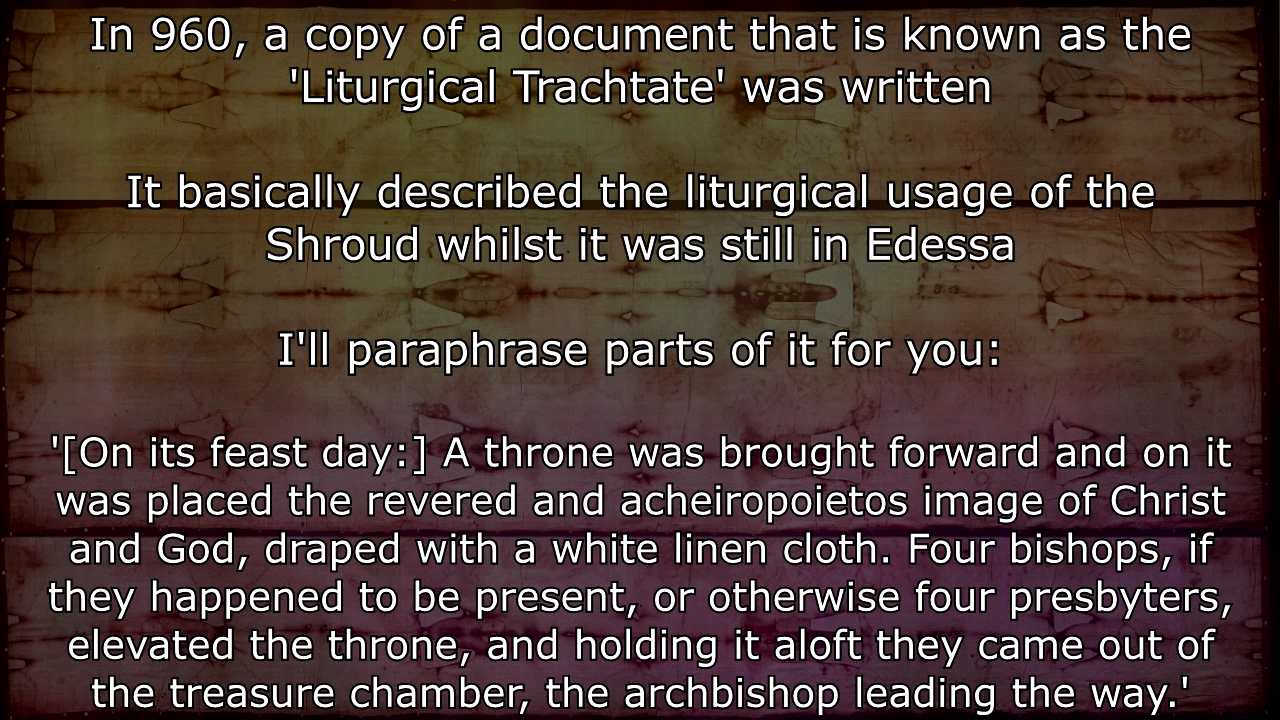 In 960, a copy of a document that is known as the
'Liturgical Trachtate' was written
It basically described the liturgical usage of the
Shroud whilst it was still in Edessa
I'll paraphrase parts of it for you:
'[On its feast day:] A throne was brought forward and on it
was placed the revered and acheiropoietos image of Christ
and God, draped with a white linen cloth. Four bishops, if
they happened to be present, or otherwise four presbyters,
elevated the throne, and holding it aloft they came out of
the treasure chamber, the archbishop leading the way.'